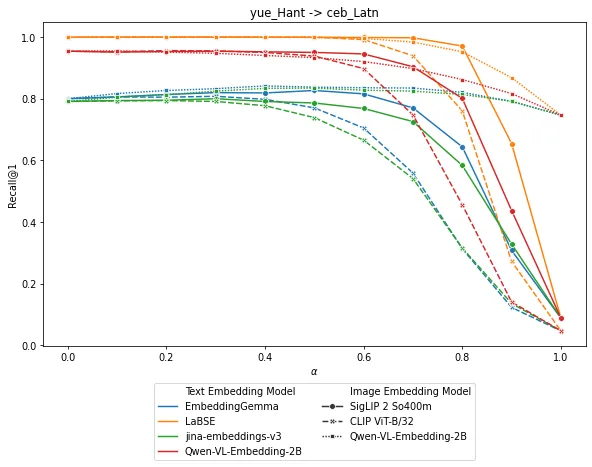 yue_Hant -> ceb_Latn
Recall@1
1.0
0.8
0.6
0.4
0.2
0.0
0.0 0.2 0.4 0.6 0.8 1.0
α
Text Embedding Model
EmbeddingGemma
LaBSE
jina-embeddings-v3
Qwen-VL-Embedding-2B
Image Embedding Model
SigLIP 2 So400m
CLIP ViT-B/32
Qwen-VL-Embedding-2B